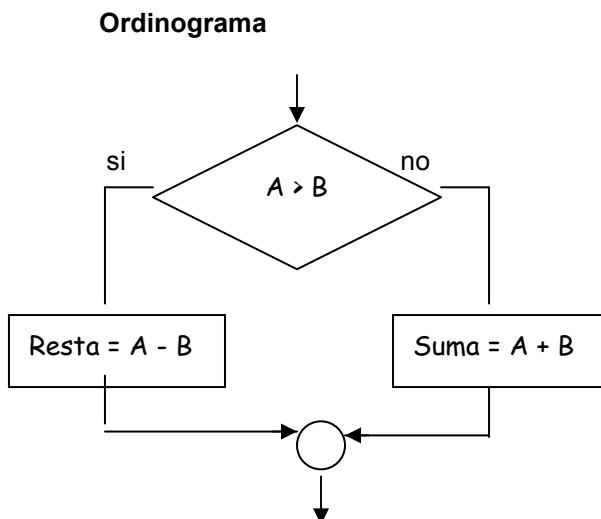 Ordinograma
si
A > B
no
Resta = A - B
Suma = A + B